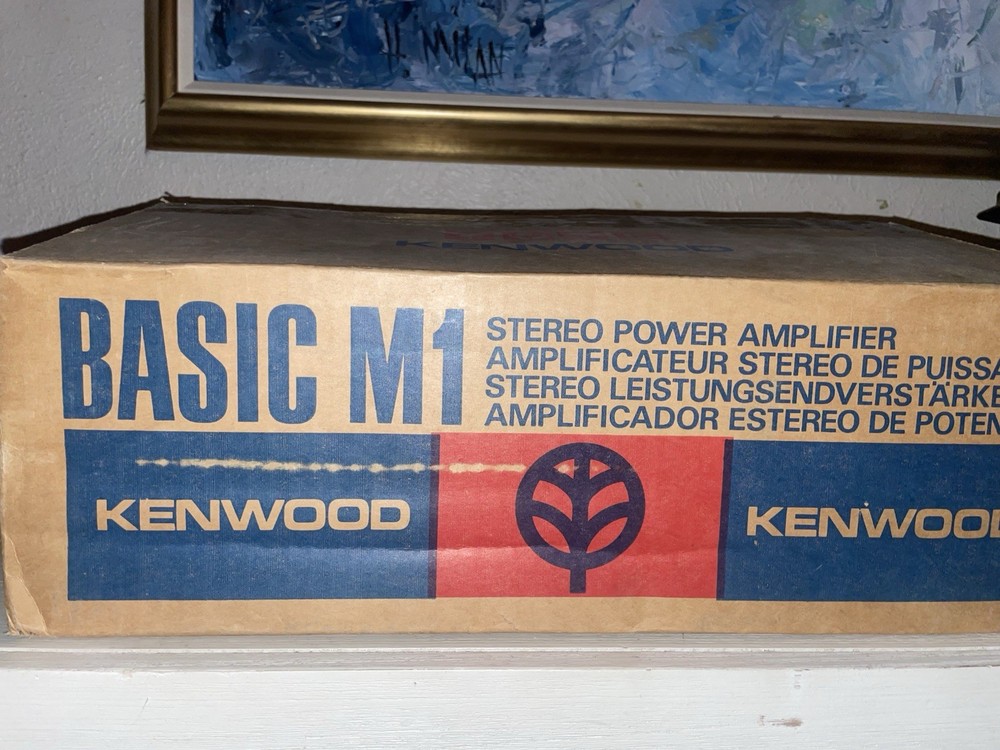 KENWOOD
BASIC M1
STEREO POWER AMPLIFIER
AMPLIFICATEUR STEREO DE PUISSA
STEREO LEISTUNGSENDVERSTÄRKE
AMPLIFICADOR ESTEREO DE POTEN
KENWOOD
KENWOOD